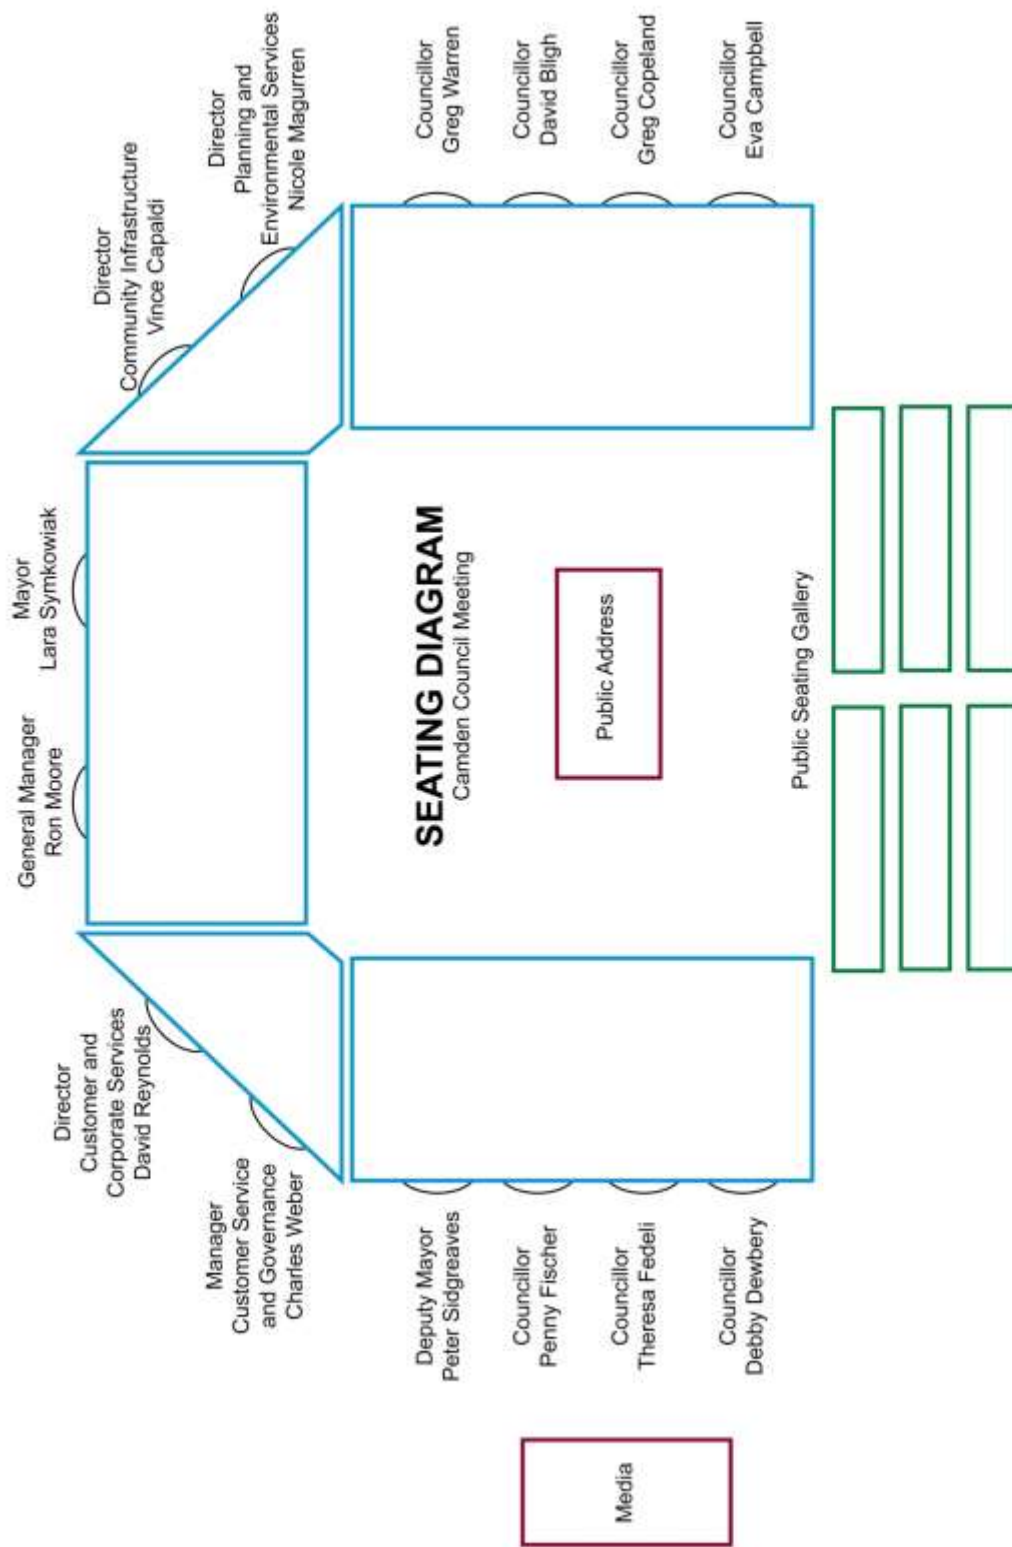 SEATING DIAGRAM
Camden Council Meeting
General Manager
Ron Moore
Mayor
Lara Symkowiak
Director
Customer and
Corporate Services
David Reynolds
Director
Community Infrastructure
Vince Capaldi
Manager
Customer Service
and Governance
Charles Weber
Director
Planning and
Environmental Services
Nicole Magurren
Deputy Mayor
Peter Sidgreaves
Councillor
Penny Fischer
Councillor
Theresa Fedeli
Councillor
Debby Dewbery
Councillor
Greg Warren
Councillor
David Bligh
Councillor
Greg Copeland
Councillor
Eva Campbell
Public Address
Media
Public Seating Gallery